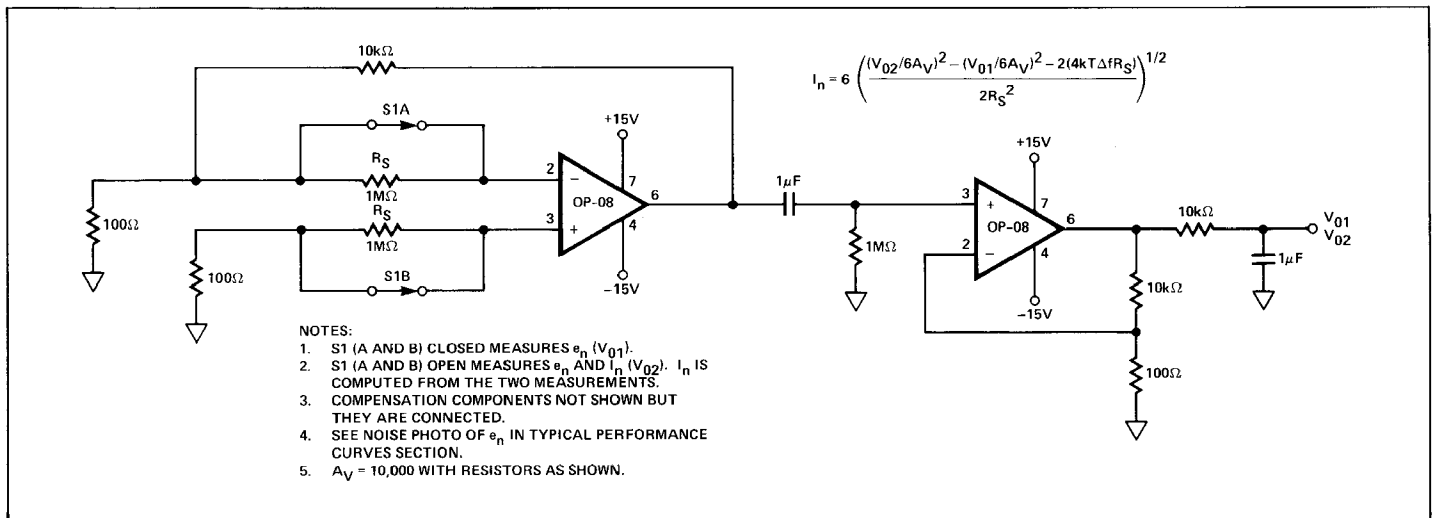 10kΩ
I_n = 6 ( ((V_02/6A_V)^2 – (V_01/6A_V)^2 – 2(4kTΔfR_S)) / (2R_S^2) )^1/2
S1A
+15V
R_S
1MΩ
2
–
7
OP-08
6
R_S
1MΩ
3
+
4
–15V
S1B
100Ω
100Ω
1μF
1MΩ
+15V
3
+
7
OP-08
6
2
–
4
–15V
10kΩ
V_01
V_02
1μF
10kΩ
100Ω
NOTES:
1. S1 (A AND B) CLOSED MEASURES e_n (V_01).
2. S1 (A AND B) OPEN MEASURES e_n AND I_n (V_02). I_n IS
COMPUTED FROM THE TWO MEASUREMENTS.
3. COMPENSATION COMPONENTS NOT SHOWN BUT
THEY ARE CONNECTED.
4. SEE NOISE PHOTO OF e_n IN TYPICAL PERFORMANCE
CURVES SECTION.
5. A_V = 10,000 WITH RESISTORS AS SHOWN.